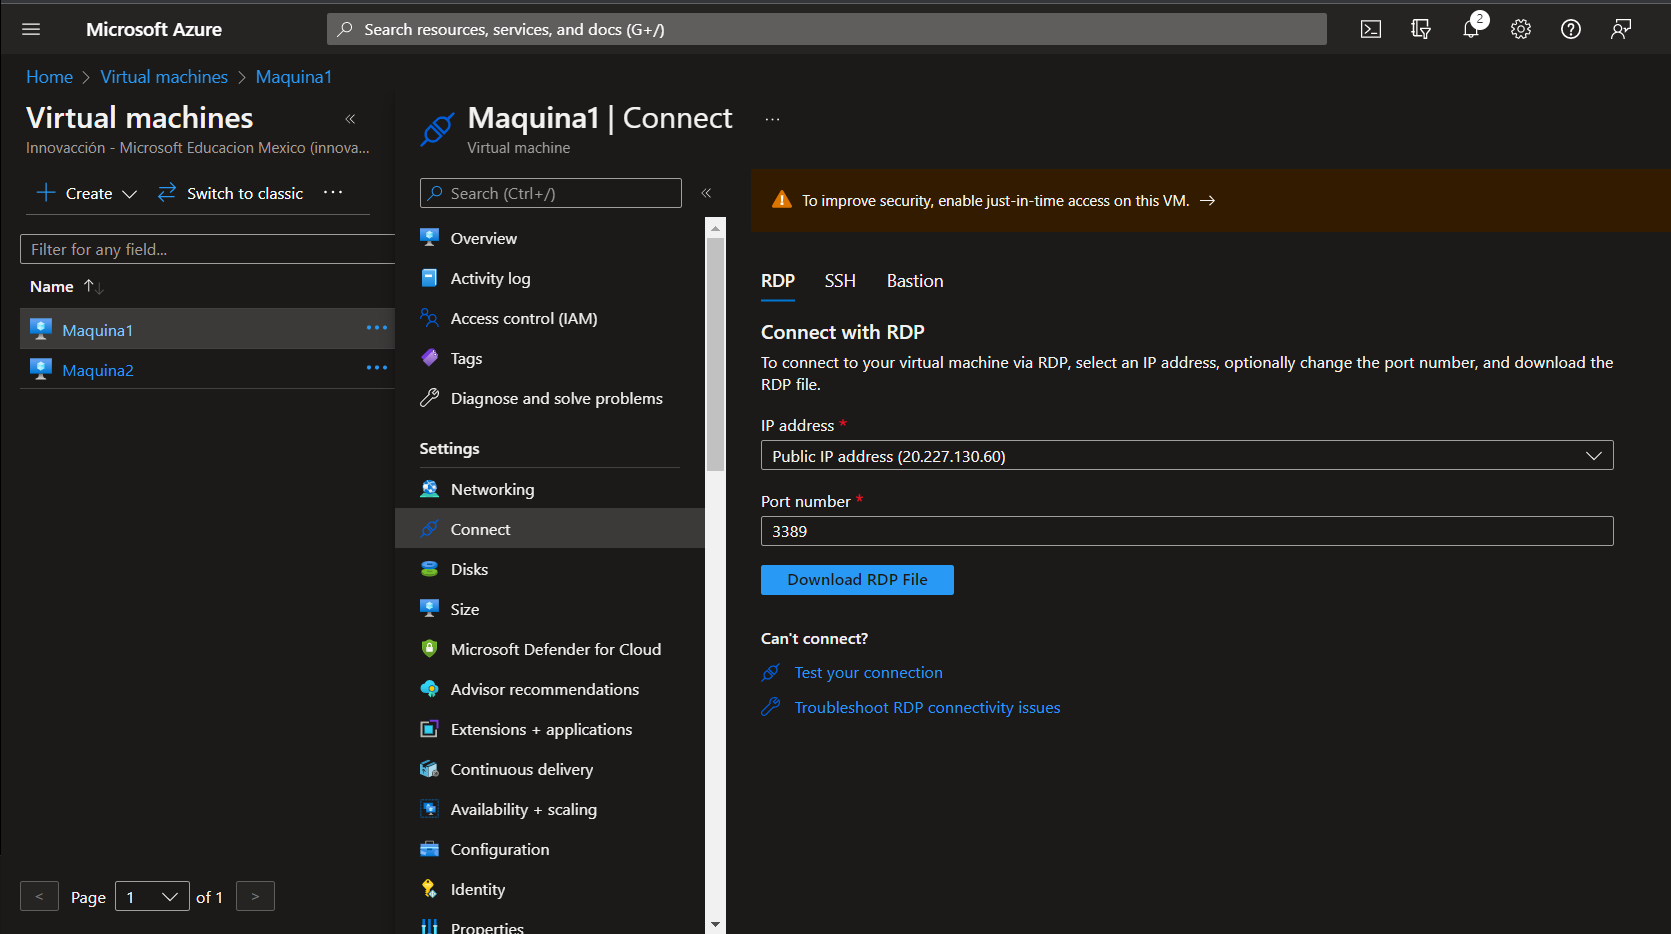 Microsoft Azure
Search resources, services, and docs (G+/)
2
Home > Virtual machines > Maquina1
Virtual machines
Innovacción - Microsoft Educacion Mexico (innova...
Create
Switch to classic
Filter for any field...
Name
Maquina1
Maquina2
< Page 1 of 1 >
Maquina1 | Connect
Virtual machine
Search (Ctrl+/)
Overview
Activity log
Access control (IAM)
Tags
Diagnose and solve problems
Settings
Networking
Connect
Disks
Size
Microsoft Defender for Cloud
Advisor recommendations
Extensions + applications
Continuous delivery
Availability + scaling
Configuration
Identity
Properties
To improve security, enable just-in-time access on this VM. →
RDP SSH Bastion
Connect with RDP
To connect to your virtual machine via RDP, select an IP address, optionally change the port number, and download the
RDP file.
IP address *
Public IP address (20.227.130.60)
Port number *
3389
Download RDP File
Can't connect?
Test your connection
Troubleshoot RDP connectivity issues